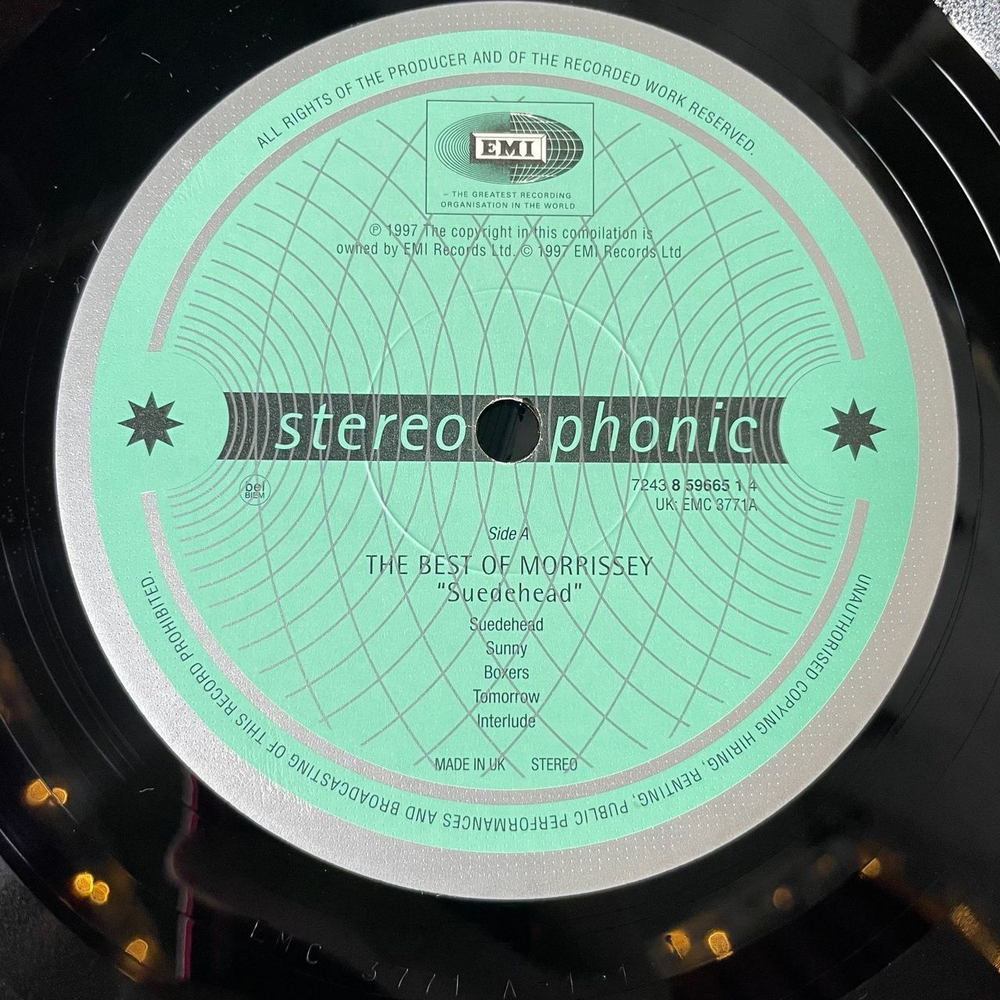 ALL RIGHTS OF THE PRODUCER AND OF THE RECORDED WORK RESERVED.
EMI
– THE GREATEST RECORDING
ORGANISATION IN THE WORLD
℗ 1997 The copyright in this compilation is
owned by EMI Records Ltd. © 1997 EMI Records Ltd
stereo phonic
bel
BIEM
7243 8 59665 1 4
UK: EMC 3771A
Side A
THE BEST OF MORRISSEY
"Suedehead"
Suedehead
Sunny
Boxers
Tomorrow
Interlude
MADE IN UK STEREO
UNAUTHORISED COPYING HIRING, RENTING, PUBLIC PERFORMANCES AND BROADCASTING OF THIS RECORD PROHIBITED.
EMC 3771 A-1-1